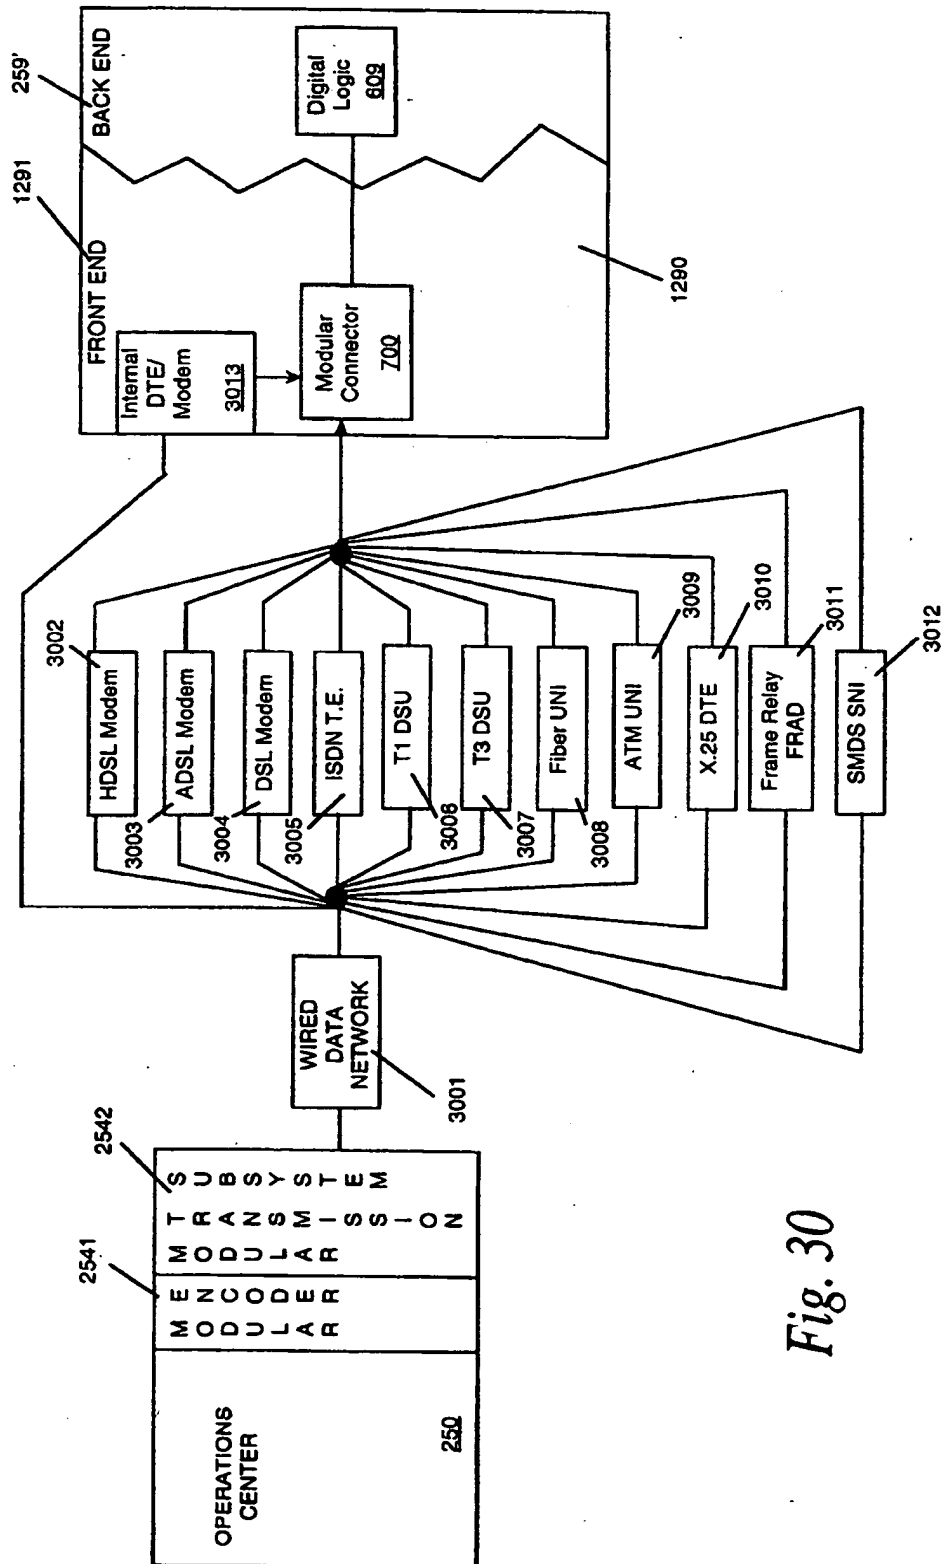 OPERATIONS
CENTER
250
2541
MODULAR
ENCODER
2542
MODULAR
TRANSMISSION
SUBSYSTEM
WIRED
DATA
NETWORK
3001
HDSL Modem
3002
ADSL Modem
3003
DSL Modem
3004
ISDN T.E.
3005
T1 DSU
3006
T3 DSU
3007
Fiber UNI
3008
ATM UNI
3009
X.25 DTE
3010
Frame Relay
FRAD
3011
SMDS SNI
3012
1291
FRONT END
259'
BACK END
Internal
DTE/
Modem
3013
Modular
Connector
700
Digital
Logic
609
1290
Fig. 30